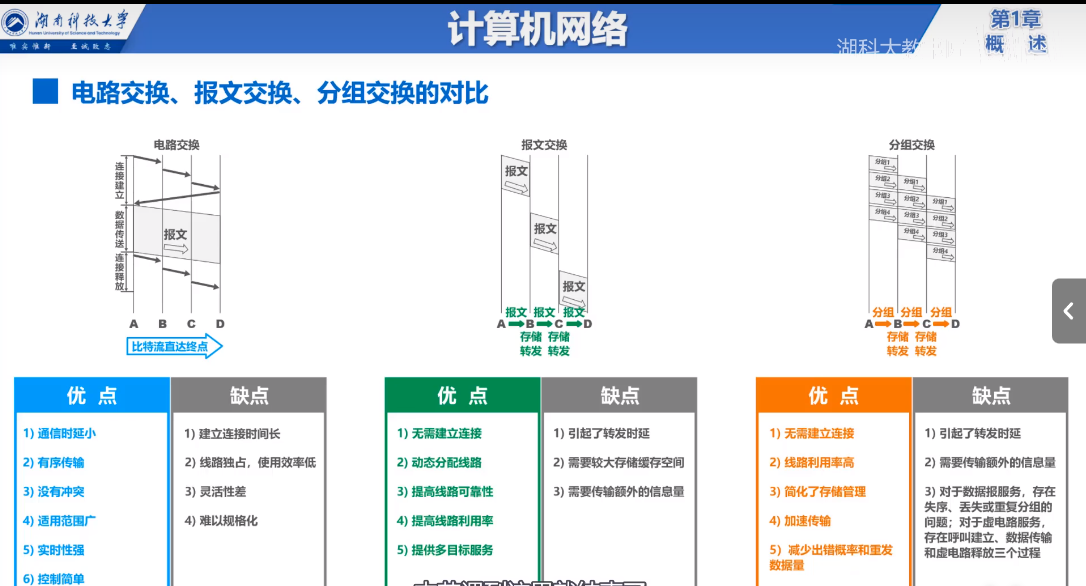 湖南科技大学
Hunan University of Science and Technology
唯实惟新 至诚致志
计算机网络
湖科大教
第1章
概 述
电路交换、报文交换、分组交换的对比
电路交换
连接建立
数据传送
报文
连接释放
A B C D
比特流直达终点
报文交换
报文
报文
报文
报文 报文 报文
A B C D
存储 存储
转发 转发
分组交换
分组1
分组2 分组1
分组3 分组2 分组1
分组4 分组3 分组2
分组4 分组3
分组4
分组 分组 分组
A B C D
存储 存储
转发 转发
优 点
1) 通信时延小
2) 有序传输
3) 没有冲突
4) 适用范围广
5) 实时性强
6) 控制简单
缺点
1) 建立连接时间长
2) 线路独占，使用效率低
3) 灵活性差
4) 难以规格化
优 点
1) 无需建立连接
2) 动态分配线路
3) 提高线路可靠性
4) 提高线路利用率
5) 提供多目标服务
缺点
1) 引起了转发时延
2) 需要较大存储缓存空间
3) 需要传输额外的信息量
优 点
1) 无需建立连接
2) 线路利用率高
3) 简化了存储管理
4) 加速传输
5) 减少出错概率和重发
数据量
缺点
1) 引起了转发时延
2) 需要传输额外的信息量
3) 对于数据报服务，存在
失序、丢失或重复分组的
问题；对于虚电路服务，
存在呼叫建立、数据传输
和虚电路释放三个过程